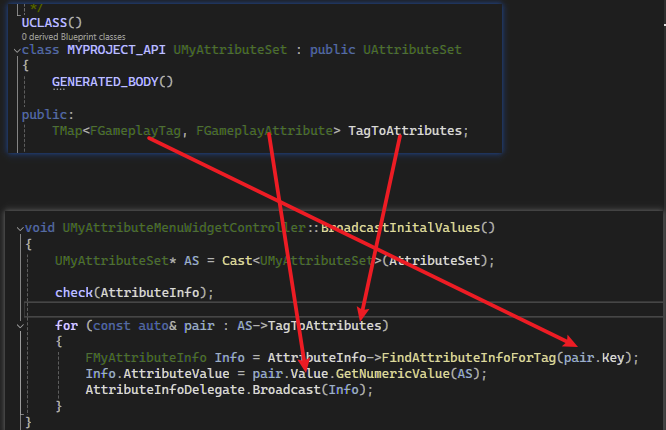 */
UCLASS()
0 derived Blueprint classes
class MYPROJECT_API UMyAttributeSet : public UAttributeSet
{
GENERATED_BODY()
public:
TMap<FGameplayTag, FGameplayAttribute> TagToAttributes;
void UMyAttributeMenuWidgetController::BroadcastInitalValues()
{
UMyAttributeSet* AS = Cast<UMyAttributeSet>(AttributeSet);
check(AttributeInfo);
for (const auto& pair : AS->TagToAttributes)
{
FMyAttributeInfo Info = AttributeInfo->FindAttributeInfoForTag(pair.Key);
Info.AttributeValue = pair.Value.GetNumericValue(AS);
AttributeInfoDelegate.Broadcast(Info);
}
}